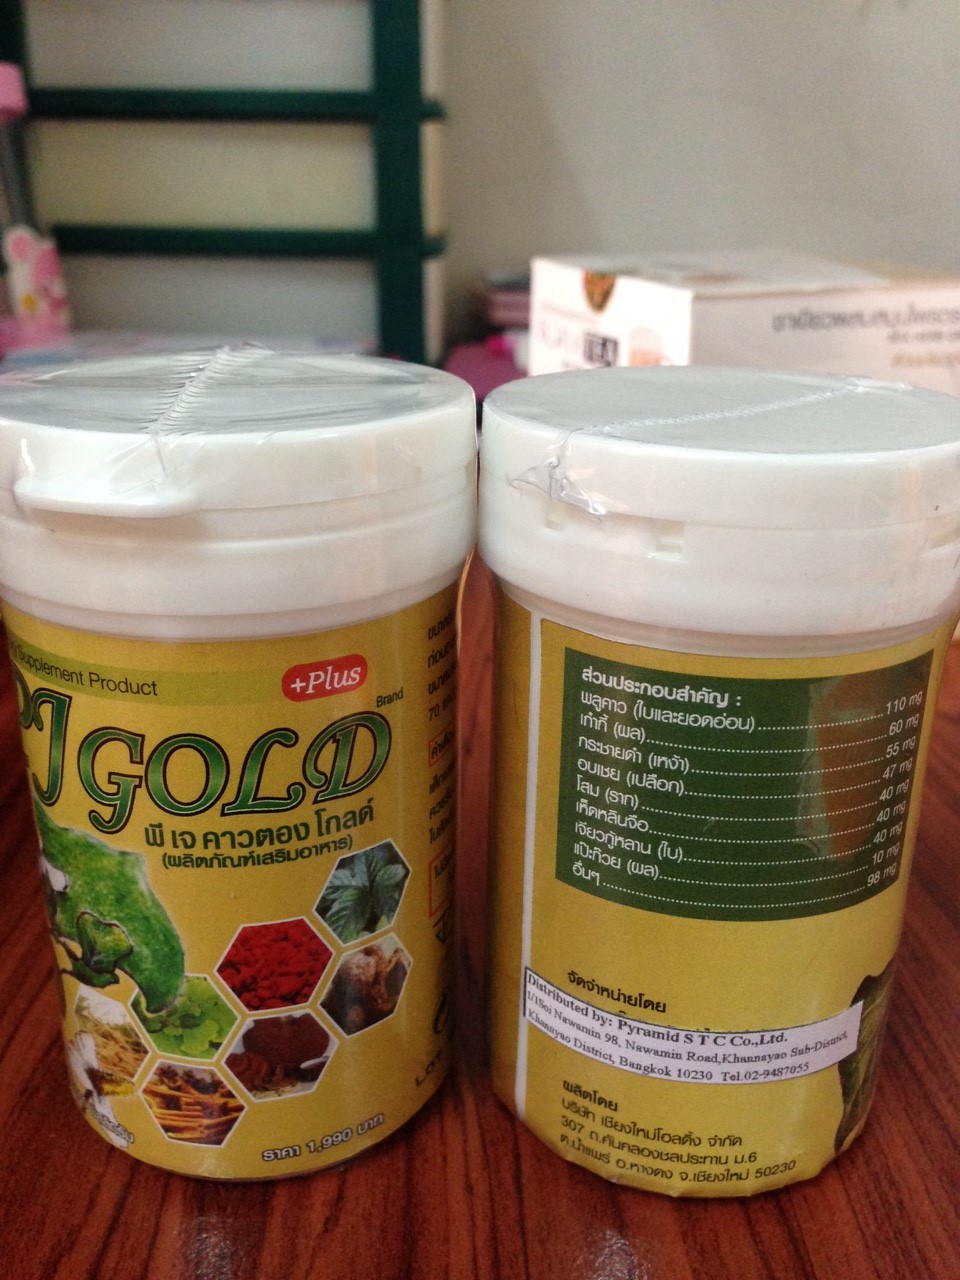 Supplement Product
+Plus
PJ GOLD
Brand
พี เจ คาวตอง โกลด์
(ผลิตภัณฑ์เสริมอาหาร)
ราคา 1,990 บาท
ส่วนประกอบสำคัญ :
พลูคาว (ใบและยอดอ่อน) 110 mg
เก๋ากี้ (ผล) 60 mg
กระชายดำ (เหง้า) 55 mg
อบเชย (เปลือก) 47 mg
โสม (ราก) 40 mg
เห็ดหลินจือ 40 mg
เจียวกู้หลาน (ใบ) 40 mg
แป๊ะก๊วย (ผล) 10 mg
อื่นๆ 98 mg
จัดจำหน่ายโดย
Distributed by: Pyramid S T C Co.,Ltd.
1/1Soi Nawamin 98, Nawamin Road,Khannayao Sub-District,
Khannyao District, Bangkok 10230 Tel.02-9487055
ผลิตโดย
บริษัท เชียงใหม่โฮลดิ้ง จำกัด
307 ถ.คันคลองชลประทาน ม.6
ต.น้ำแพร่ อ.หางดง จ.เชียงใหม่ 50230
TEA